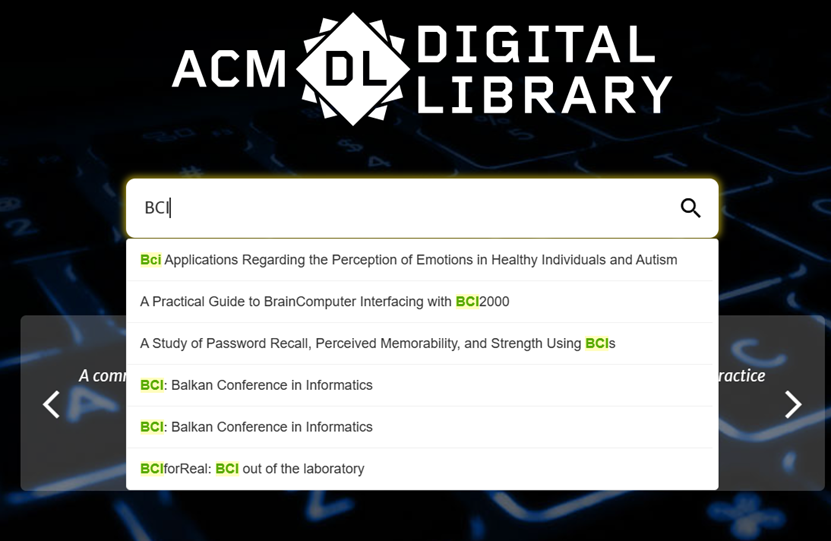 ACM DL DIGITAL
LIBRARY
BCI
Bci Applications Regarding the Perception of Emotions in Healthy Individuals and Autism
A Practical Guide to BrainComputer Interfacing with BCI2000
A Study of Password Recall, Perceived Memorability, and Strength Using BCIs
A com ractice
BCI: Balkan Conference in Informatics
BCI: Balkan Conference in Informatics
BCIforReal: BCI out of the laboratory